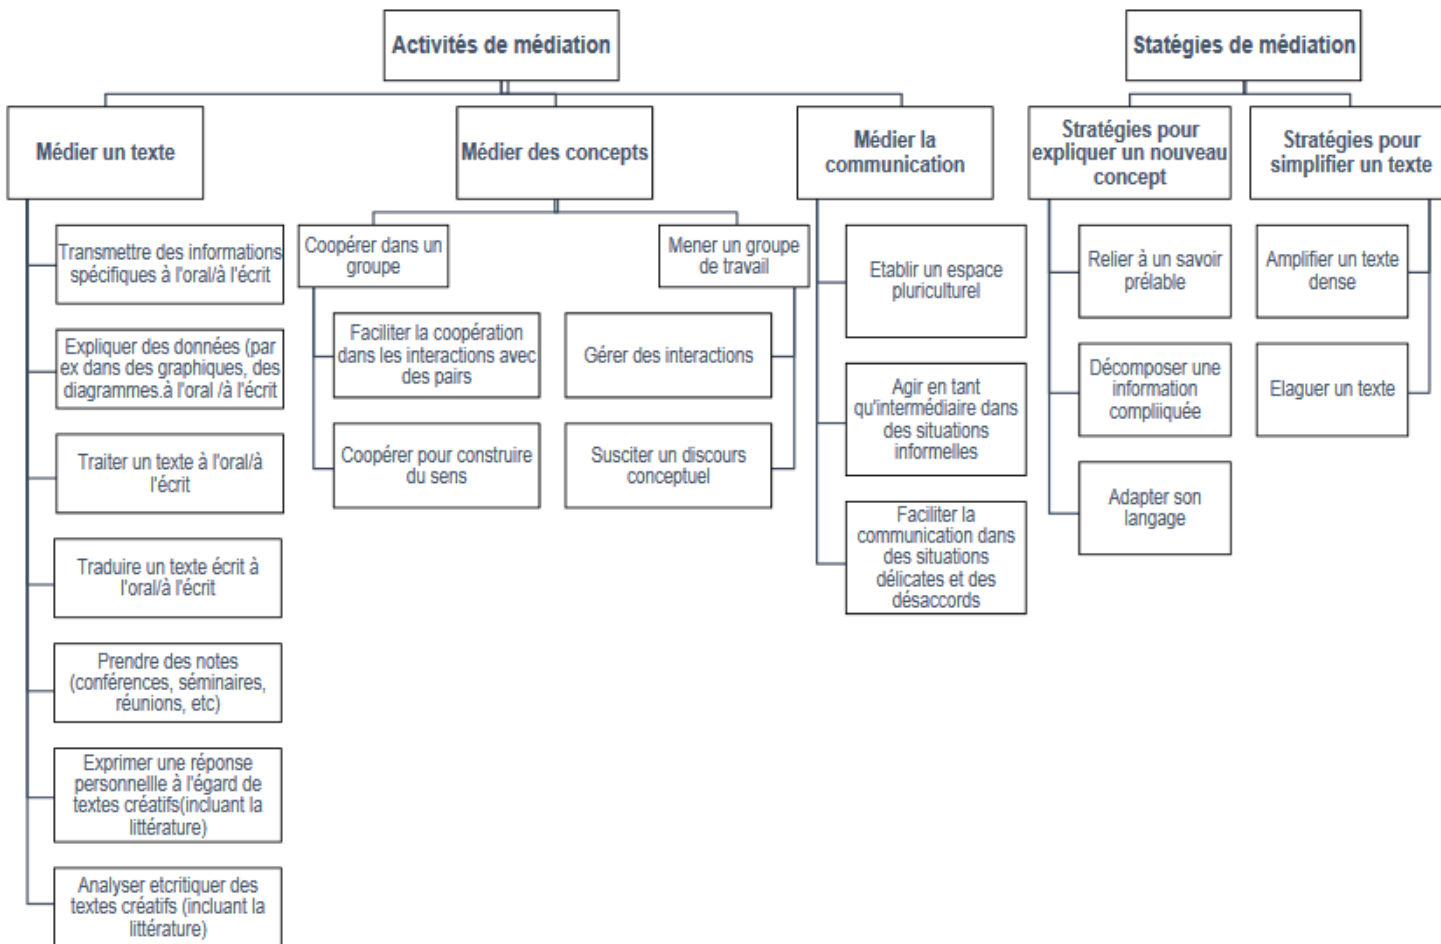 Activités de médiation
Statégies de médiation
Médier un texte
Médier des concepts
Médier la
communication
Stratégies pour
expliquer un nouveau
concept
Stratégies pour
simplifier un texte
Transmettre des informations
spécifiques à l'oral/à l'écrit
Expliquer des données (par
ex dans des graphiques, des
diagrammes.à l'oral /à l'écrit
Traiter un texte à l'oral/à
l'écrit
Traduire un texte écrit à
l'oral/à l'écrit
Prendre des notes
(conférences, séminaires,
réunions, etc)
Exprimer une réponse
personnellle à l'égard de
textes créatifs(incluant la
littérature)
Analyser etcritiquer des
textes créatifs (incluant la
littérature)
Coopérer dans un
groupe
Faciliter la coopération
dans les interactions avec
des pairs
Coopérer pour construire
du sens
Mener un groupe
de travail
Gérer des interactions
Susciter un discours
conceptuel
Etablir un espace
pluriculturel
Agir en tant
qu'intermédiaire dans
des situations
informelles
Faciliter la
communication dans
des situations
délicates et des
désaccords
Relier à un savoir
prélable
Décomposer une
information
compliiquée
Adapter son
langage
Amplifier un texte
dense
Elaguer un texte